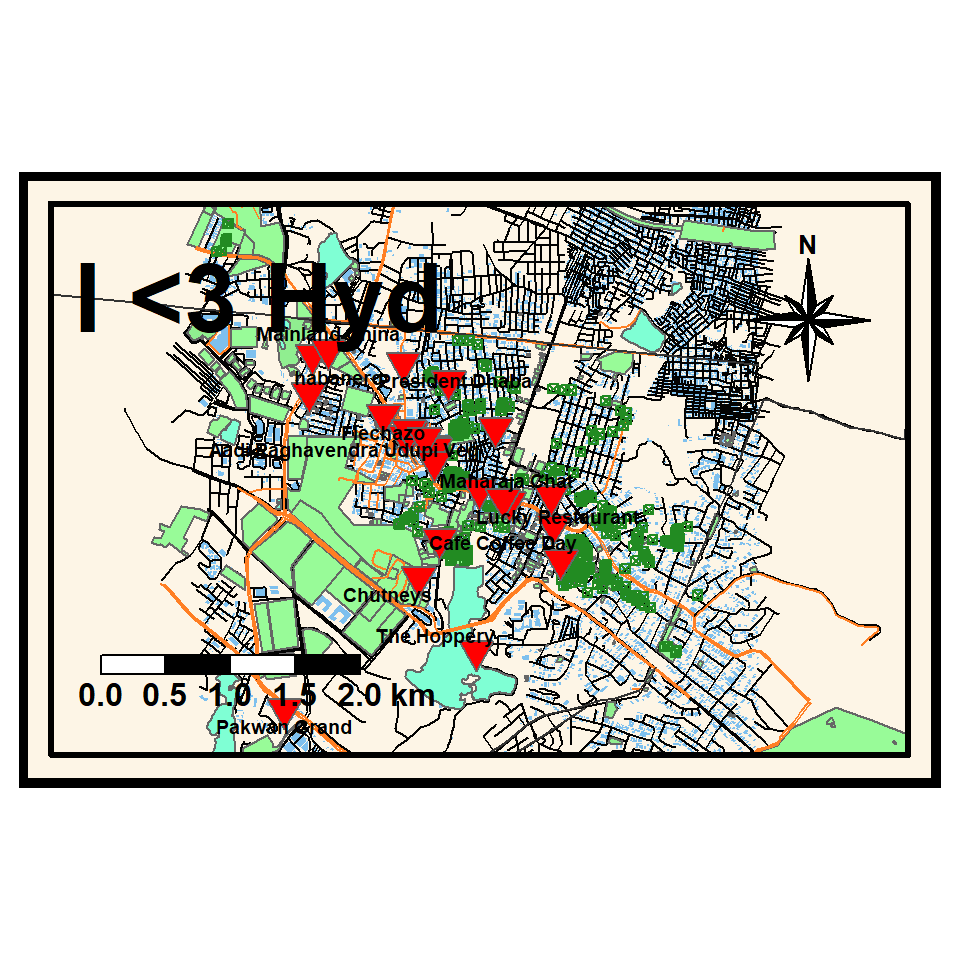 N
I <3 Hyd
Mainland China
habanero
President Dhaba
Flechazo
Aadi Raghavendra Udupi Veg
Maharaja Chat
Lucky Restaurant
Cafe Coffee Day
Chutneys
The Hoppery
0.0 0.5 1.0 1.5 2.0 km
Pakwan Grand